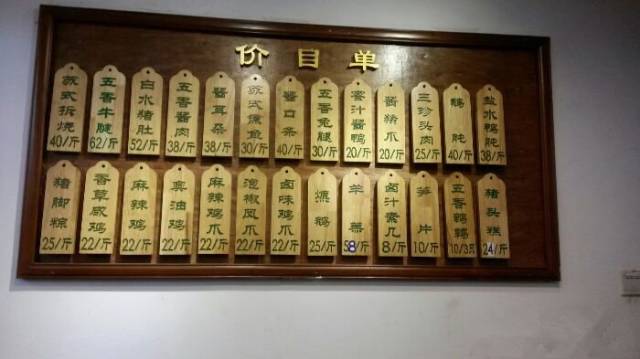 价目单
苏式拆烧
40/斤
五香牛腱
62/斤
白水猪肚
52/斤
五香酱肉
38/斤
酱耳朵
38/斤
苏式熏鱼
30/斤
酱口条
40/斤
五香兔腿
30/斤
蜜汁酱鸭
20/斤
酱猪爪
20/斤
三珍头肉
25/斤
鹅肫
40/斤
盐水鸭肫
38/斤
猪脚粽
25/斤
香草咸鸡
22/斤
麻辣鸡
22/斤
奥油鸡
22/斤
麻辣鸡爪
22/斤
泡椒凤爪
22/斤
卤味鸡爪
22/斤
熏鹅
25/斤
羊羔
58/斤
卤汁素几
8/斤
笋片
10/斤
五香鹌鹑
10/3只
猪头糕
24/斤